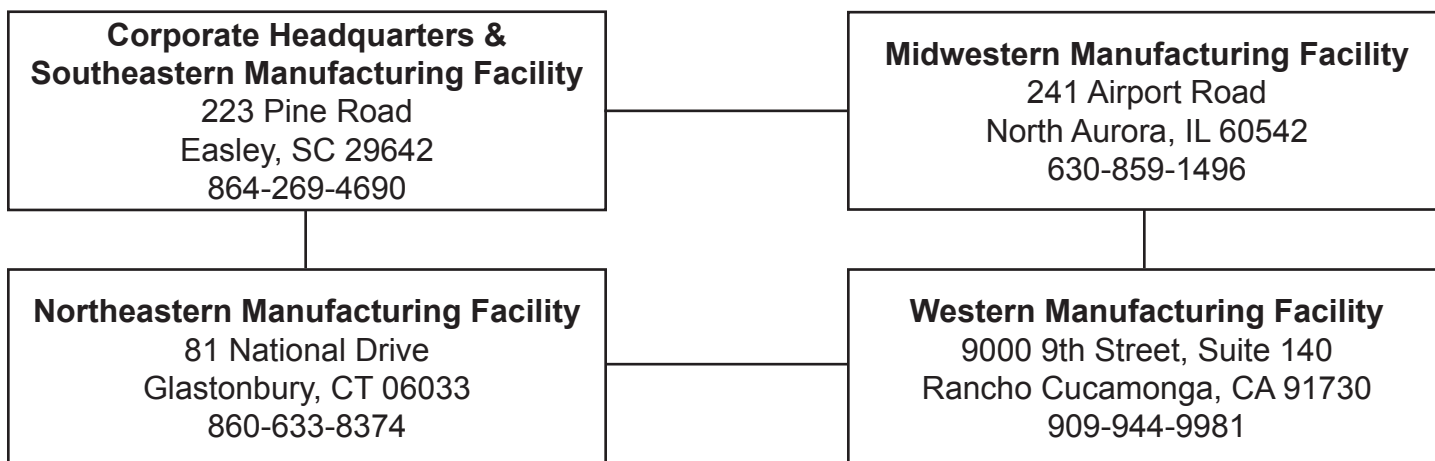 Corporate Headquarters &
Southeastern Manufacturing Facility
223 Pine Road
Easley, SC 29642
864-269-4690
Midwestern Manufacturing Facility
241 Airport Road
North Aurora, IL 60542
630-859-1496
Northeastern Manufacturing Facility
81 National Drive
Glastonbury, CT 06033
860-633-8374
Western Manufacturing Facility
9000 9th Street, Suite 140
Rancho Cucamonga, CA 91730
909-944-9981